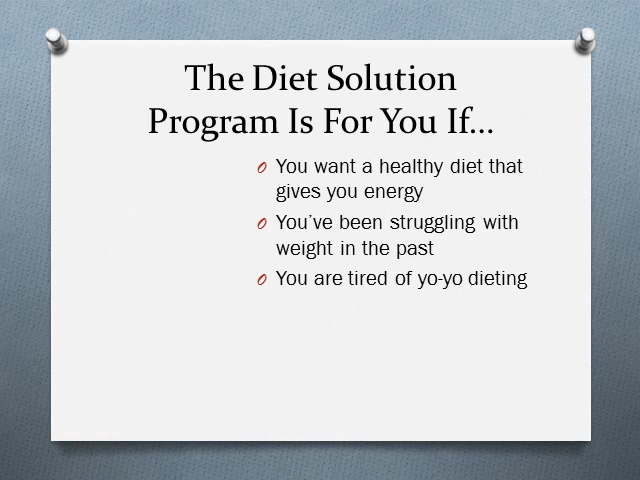 The Diet Solution
Program Is For You If…
O You want a healthy diet that
gives you energy
O You’ve been struggling with
weight in the past
O You are tired of yo-yo dieting